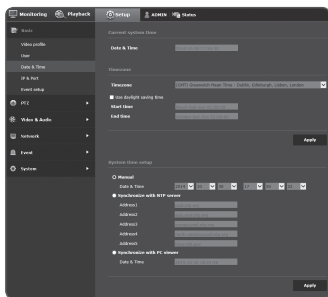 Monitoring
Playback
Setup
ADMIN
Status
Basic
Video profile
User
Date & Time
IP & Port
Event setup
PTZ
Video & Audio
Network
Event
System
Current system time
Date & Time
Timezone
Timezone
(GMT) Greenwich Mean Time : Dublin, Edinburgh, Lisbon, London
Use daylight saving time
Start time
End time
Apply
System time setup
Manual
Date & Time
Synchronize with NTP server
Address1
Address2
Address3
Address4
Address5
Synchronize with PC viewer
Date & Time
Apply